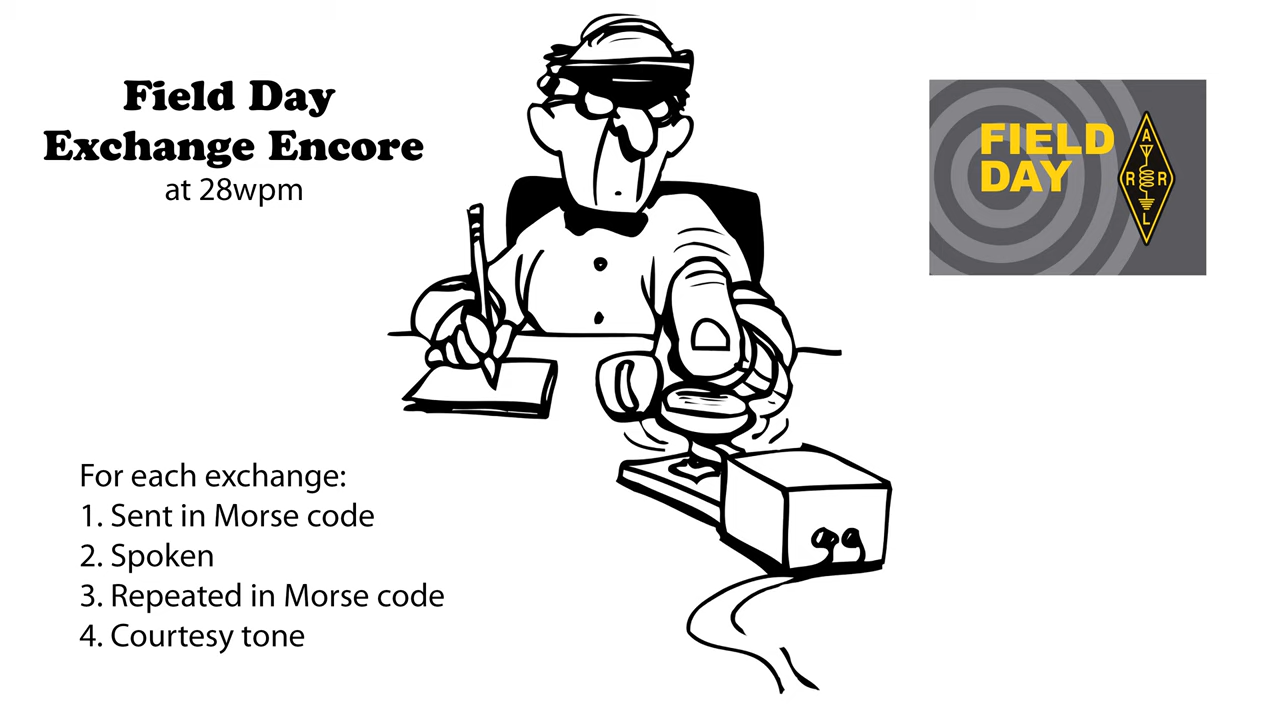 Field Day
Exchange Encore
at 28wpm
FIELD
DAY
A
R R
L
For each exchange:
1. Sent in Morse code
2. Spoken
3. Repeated in Morse code
4. Courtesy tone